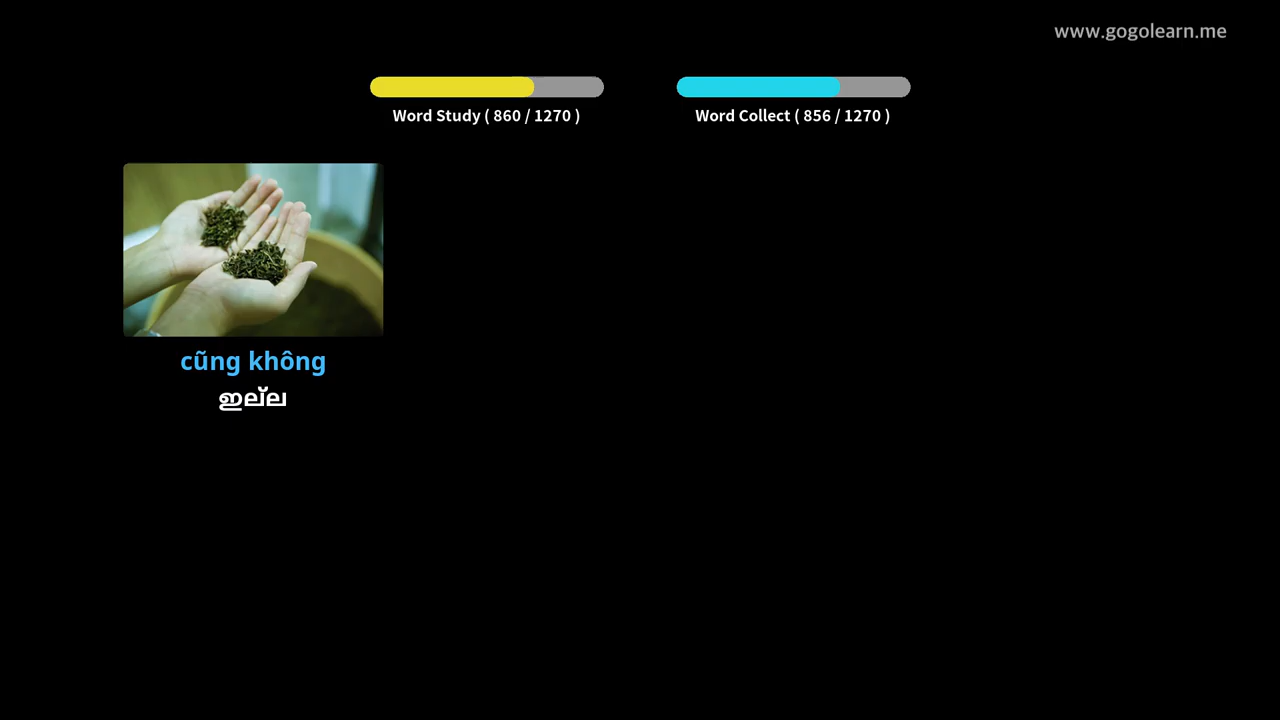 www.gogolearn.me
Word Study ( 860 / 1270 )
Word Collect ( 856 / 1270 )
cũng không
ഇല്ല